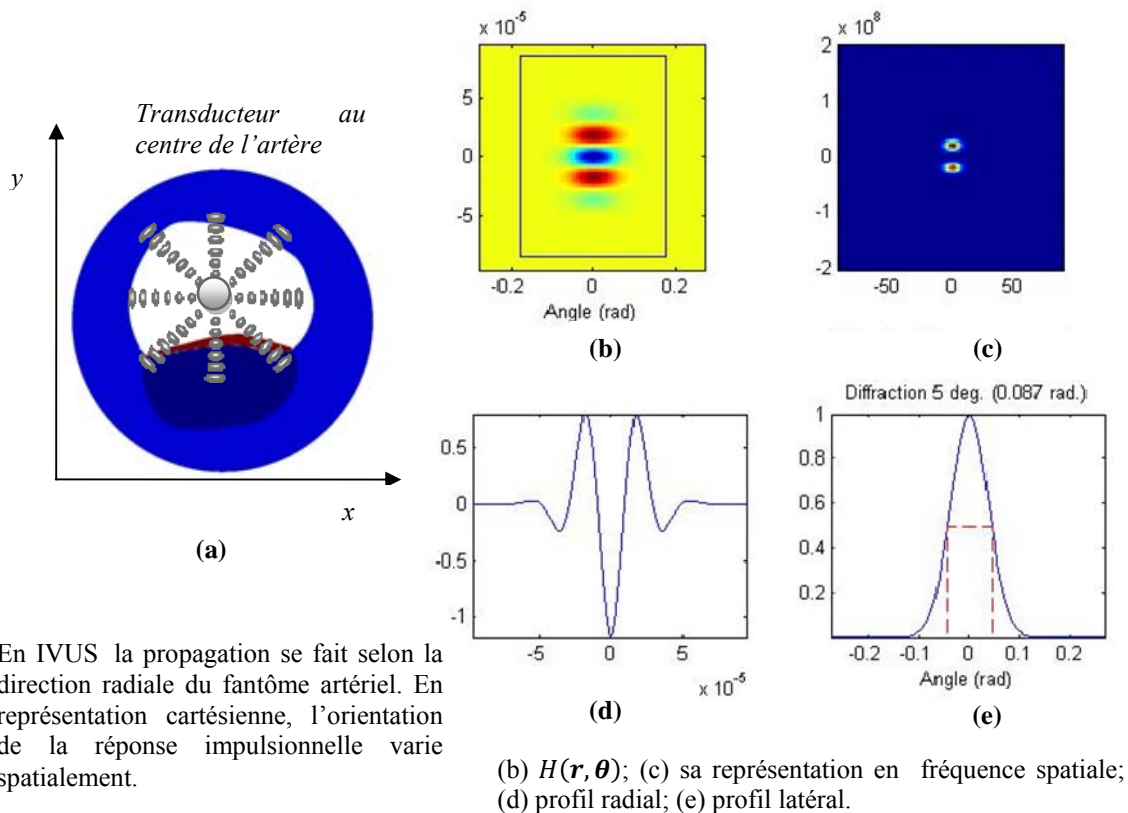 Transducteur au
centre de l'artère
y
x
(a)
x 10⁻⁵
5
0
-5
-0.2 0 0.2
Angle (rad)
(b)
x 10⁸
2
1
0
-1
-2
-50 0 50
(c)
0.5
0
-0.5
-1
-5 0 5
x 10⁻⁵
(d)
Diffraction 5 deg. (0.087 rad.)
1
0.8
0.6
0.4
0.2
-0.2 -0.1 0 0.1 0.2
Angle (rad)
(e)
En IVUS la propagation se fait selon la
direction radiale du fantôme artériel. En
représentation cartésienne, l'orientation
de la réponse impulsionnelle varie
spatialement.
(b) H(r, θ); (c) sa représentation en fréquence spatiale;
(d) profil radial; (e) profil latéral.